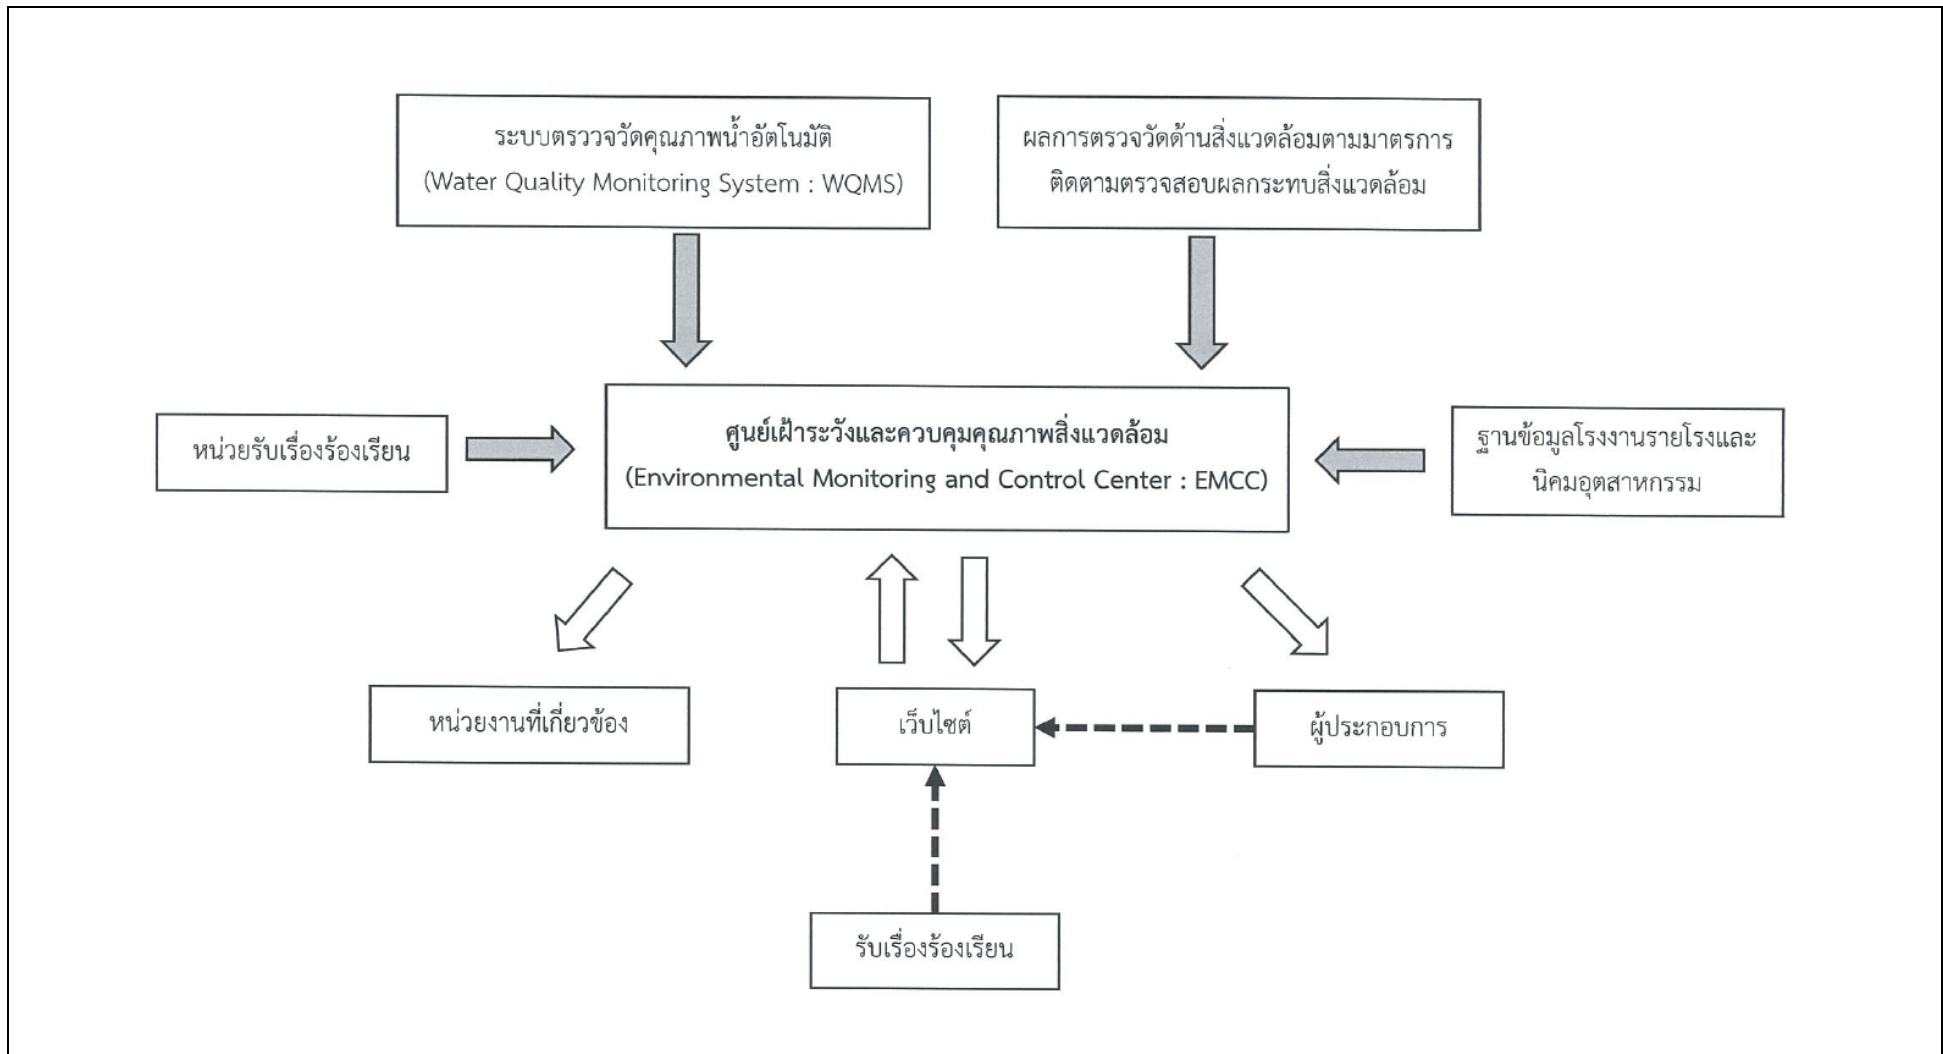 ระบบตรววจวัดคุณภาพน้ำอัตโนมัติ
(Water Quality Monitoring System : WQMS)
ผลการตรวจวัดด้านสิ่งแวดล้อมตามมาตรการ
ติดตามตรวจสอบผลกระทบสิ่งแวดล้อม
หน่วยรับเรื่องร้องเรียน
ศูนย์เฝ้าระวังและควบคุมคุณภาพสิ่งแวดล้อม
(Environmental Monitoring and Control Center : EMCC)
ฐานข้อมูลโรงงานรายโรงและ
นิคมอุตสาหกรรม
หน่วยงานที่เกี่ยวข้อง
เว็บไซต์
ผู้ประกอบการ
รับเรื่องร้องเรียน